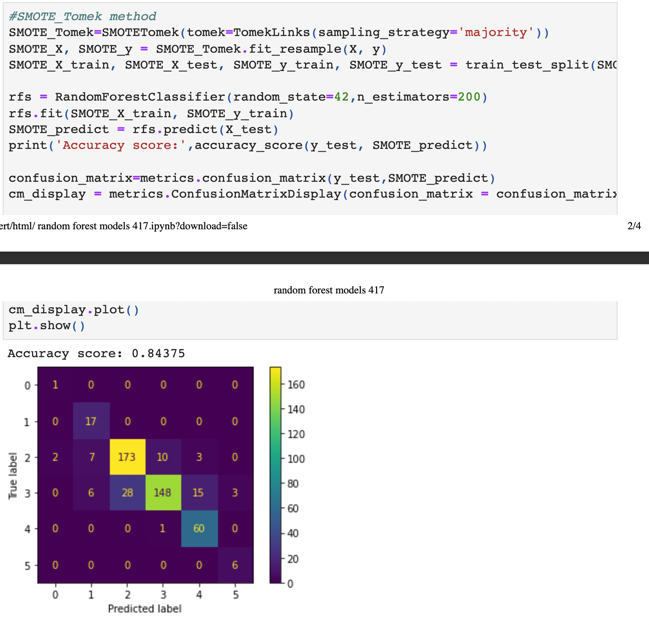 #SMOTE_Tomek method
SMOTE_Tomek=SMOTETomek(tomek=TomekLinks(sampling_strategy='majority'))
SMOTE_X, SMOTE_y = SMOTE_Tomek.fit_resample(X, y)
SMOTE_X_train, SMOTE_X_test, SMOTE_y_train, SMOTE_y_test = train_test_split(SMO
rfs = RandomForestClassifier(random_state=42,n_estimators=200)
rfs.fit(SMOTE_X_train, SMOTE_y_train)
SMOTE_predict = rfs.predict(X_test)
print('Accuracy score:',accuracy_score(y_test, SMOTE_predict))
confusion_matrix=metrics.confusion_matrix(y_test,SMOTE_predict)
cm_display = metrics.ConfusionMatrixDisplay(confusion_matrix = confusion_matrix
ert/html/ random forest models 417.ipynb?download=false
2/4
random forest models 417
cm_display.plot()
plt.show()
Accuracy score: 0.84375
True label
0 1 0 0 0 0 0
1 0 17 0 0 0 0
2 2 7 173 10 3 0
3 0 6 28 148 15 3
4 0 0 0 1 60 0
5 0 0 0 0 0 6
0 1 2 3 4 5
Predicted label
160
140
120
100
80
60
40
20
0